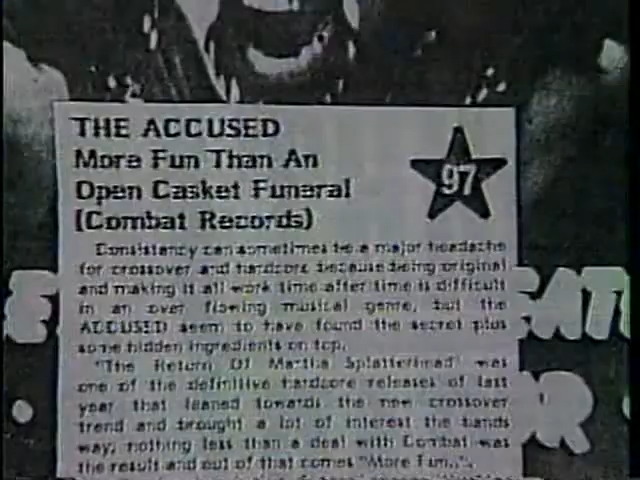 THE ACCUSED
More Fun Than An
Open Casket Funeral
(Combat Records)
97
Consistancy can sometimes be a major headache
for crossover and hardcore because being original
and making it all work time after time is difficult
in an over flowing musical genre, but the
ACCUSED seem to have found the secret plus
some hidden ingredients on top.
"The Return Of Martha Splatterhead" was
one of the definitive hardcore releases of last
year that leaned towards the new crossover
trend and brought a lot of interest the bands
way, nothing less than a deal with Combat was
the result and out of that comes "More Fun..".